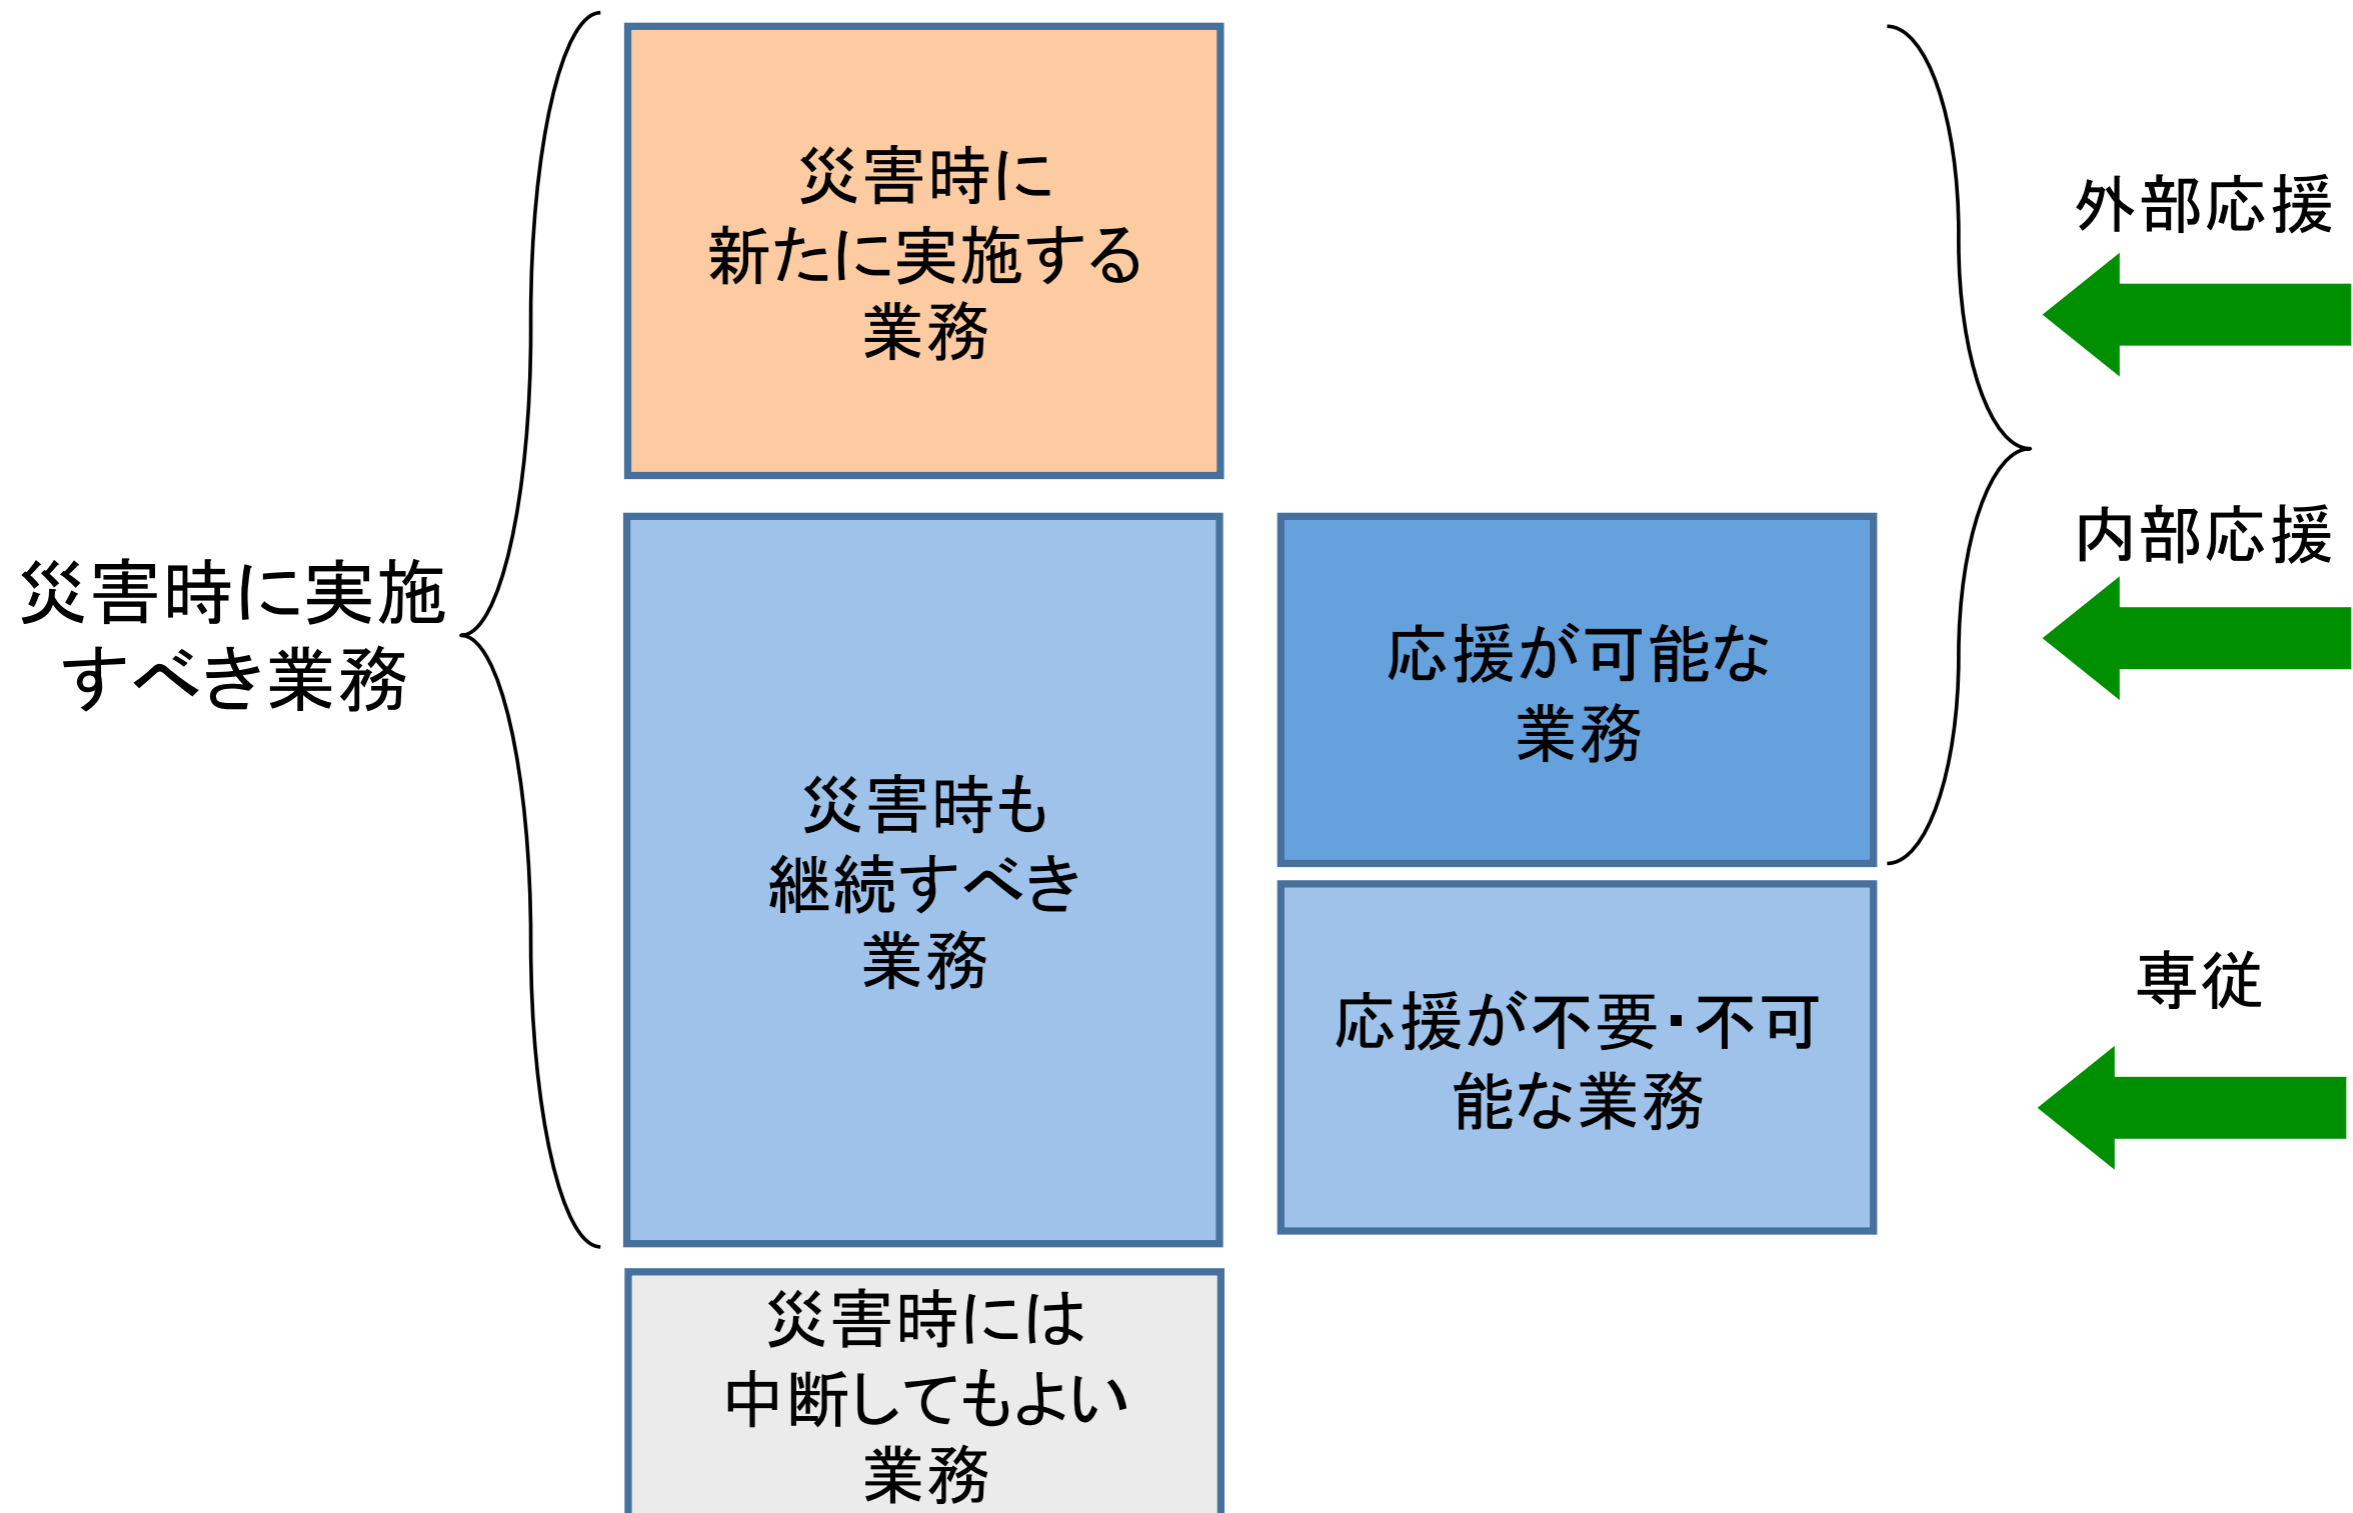 災害時に実施
すべき業務
災害時に
新たに実施する
業務
災害時も
継続すべき
業務
災害時には
中断してもよい
業務
応援が可能な
業務
応援が不要・不可
能な業務
外部応援
内部応援
専従